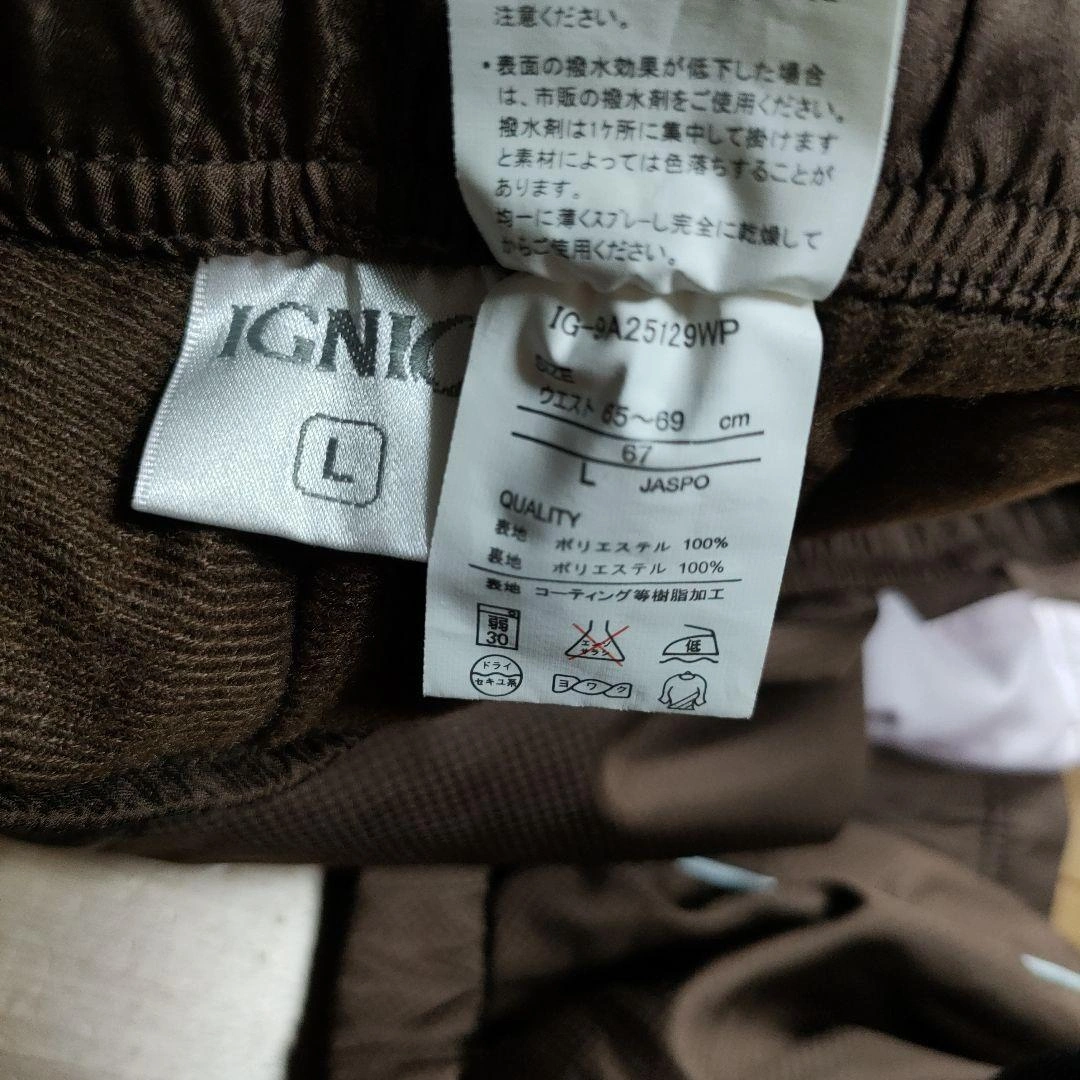 注意ください。
・表面の撥水効果が低下した場合
は、市販の撥水剤をご使用ください。
撥水剤は1ケ所に集中して掛けます
と素材によっては色落ちすることが
あります。
均一に薄くスプレーし完全に乾燥して
からご使用ください。
IGNIO
L
IG-9A25129WP
SIZE
ウエスト 65~69 cm
67
L JASPO
QUALITY
表地 ポリエステル 100%
裏地 ポリエステル 100%
表地 コーティング等樹脂加工
弱
30
エンソ
サラシ
低
ドライ
セキユ系
ヨワク